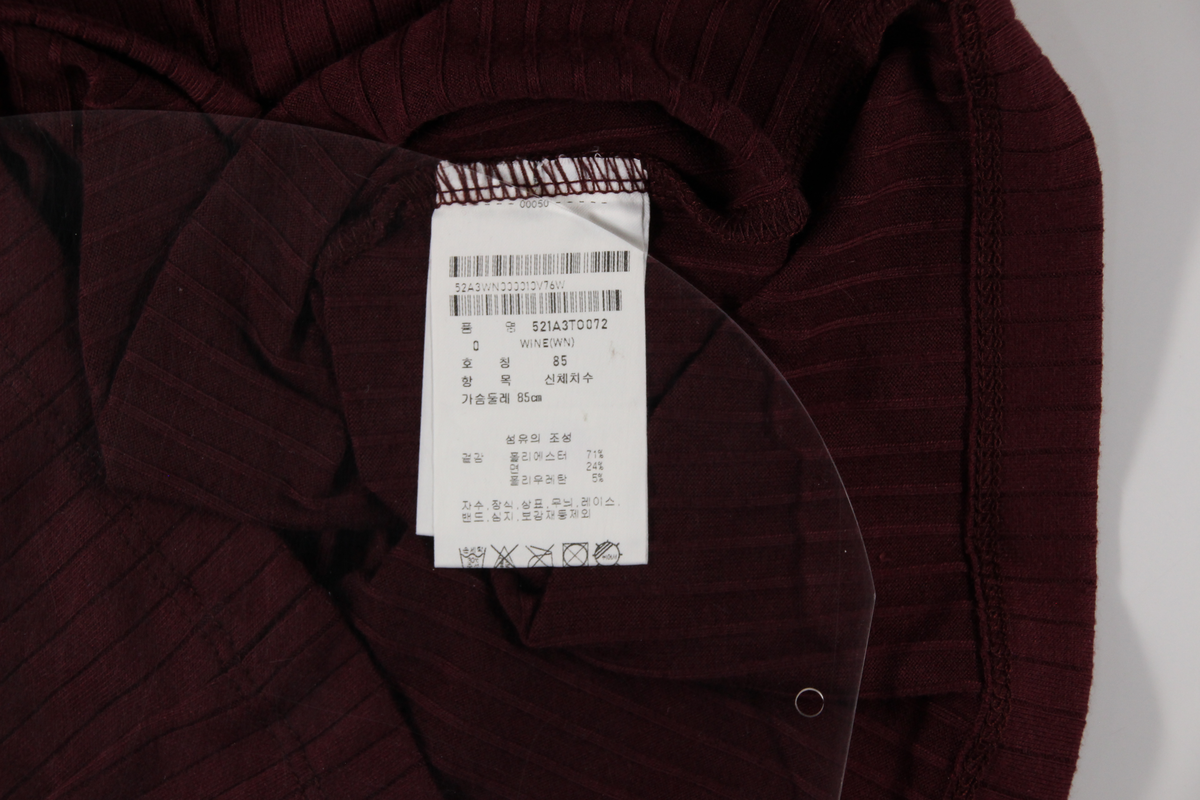 00050
품 명 521A3TO072
0 WINE(WN)
호 칭 85
항 목 신체치수
가슴둘레 85㎝
섬유의 조성
겉감 폴리에스터 71%
면 24%
폴리우레탄 5%
자수,장식,상표,무늬,레이스,
밴드,심지,보강재등제외
손세탁